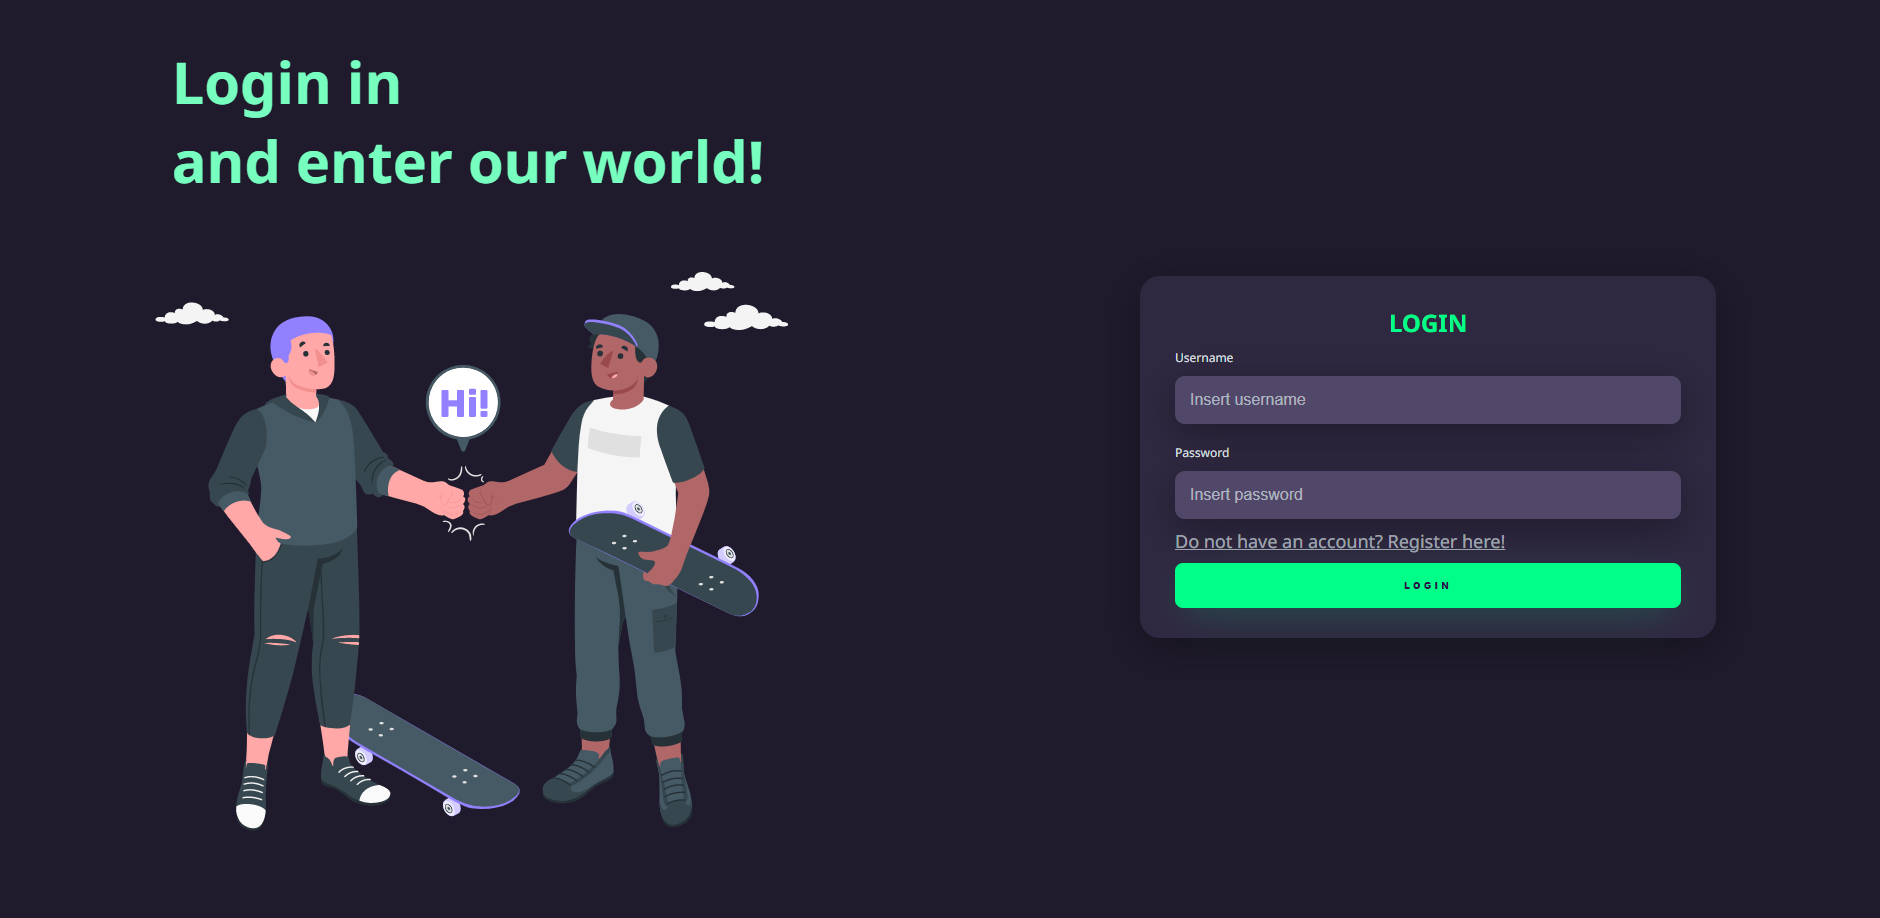 Login in
and enter our world!
Hi!
LOGIN
Username
Insert username
Password
Insert password
Do not have an account? Register here!
LOGIN